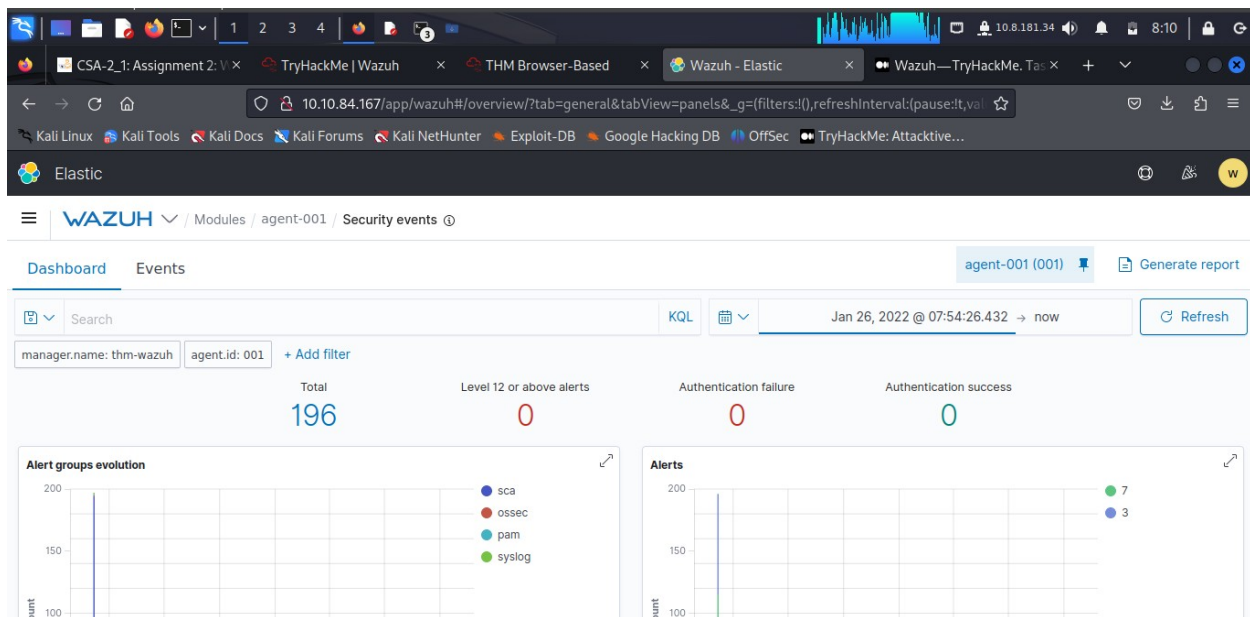 1 2 3 4 3 10.8.181.34 8:10
CSA-2_1: Assignment 2: W TryHackMe | Wazuh THM Browser-Based Wazuh - Elastic Wazuh—TryHackMe. Tas
10.10.84.167/app/wazuh#/overview/?tab=general&tabView=panels&_g=(filters:!(),refreshInterval:(pause:!t,val
Kali Linux Kali Tools Kali Docs Kali Forums Kali NetHunter Exploit-DB Google Hacking DB OffSec TryHackMe: Attacktive…
Elastic W
WAZUH / Modules / agent-001 / Security events
Dashboard Events agent-001 (001) Generate report
Search KQL Jan 26, 2022 @ 07:54:26.432 → now Refresh
manager.name: thm-wazuh agent.id: 001 + Add filter
Total Level 12 or above alerts Authentication failure Authentication success
196 0 0 0
Alert groups evolution
200
150
100
sca
ossec
pam
syslog
Alerts
200
150
100
7
3